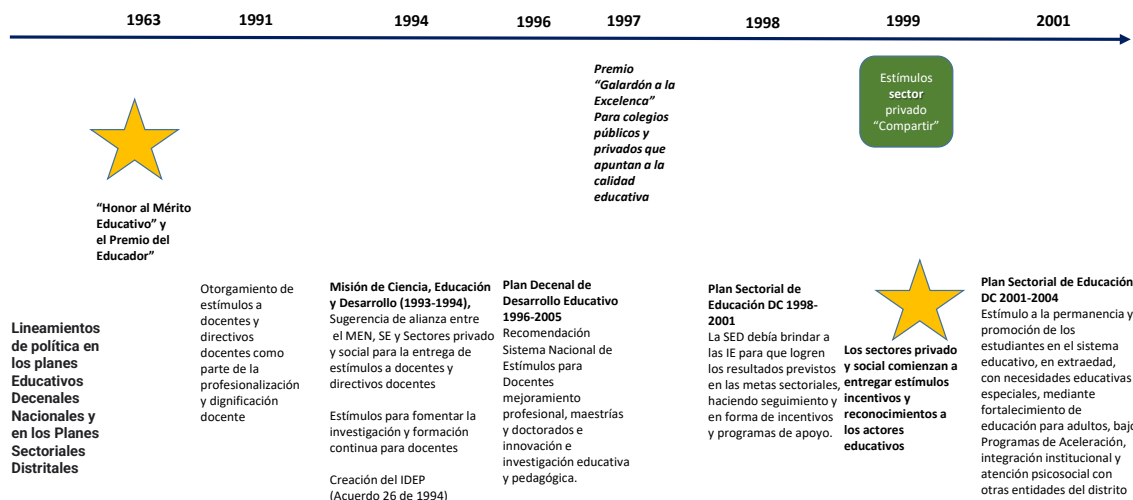 1963
1991
1994
1996
1997
1998
1999
2001
Premio
“Galardón a la
Excelenca”
Para colegios
públicos y
privados que
apuntan a la
calidad
educativa
Estímulos
sector
privado
“Compartir”
“Honor al Mérito
Educativo” y
el Premio del
Educador”
Lineamientos
de política en
los planes
Educativos
Decenales
Nacionales y
en los Planes
Sectoriales
Distritales
Otorgamiento de
estímulos a
docentes y
directivos
docentes como
parte de la
profesionalización
y dignificación
docente
Misión de Ciencia, Educación
y Desarrollo (1993-1994),
Sugerencia de alianza entre
el MEN, SE y Sectores privado
y social para la entrega de
estímulos a docentes y
directivos docentes
Estímulos para fomentar la
investigación y formación
continua para docentes
Creación del IDEP
(Acuerdo 26 de 1994)
Plan Decenal de
Desarrollo Educativo
1996-2005
Recomendación
Sistema Nacional de
Estímulos para
Docentes
mejoramiento
profesional, maestrías
y doctorados e
innovación e
investigación educativa
y pedagógica.
Plan Sectorial de
Educación DC 1998-
2001
La SED debía brindar a
las IE para que logren
los resultados previstos
en las metas sectoriales,
haciendo seguimiento y
en forma de incentivos
y programas de apoyo.
Los sectores privado
y social comienzan a
entregar estímulos
incentivos y
reconocimientos a
los actores
educativos
Plan Sectorial de Educación
DC 2001-2004
Estímulo a la permanencia y
promoción de los
estudiantes en el sistema
educativo, en extraedad,
con necesidades educativas
especiales, mediante
fortalecimiento de
educación para adultos, bajo
Programas de Aceleración,
integración institucional y
atención psicosocial con
otras entidades del distrito